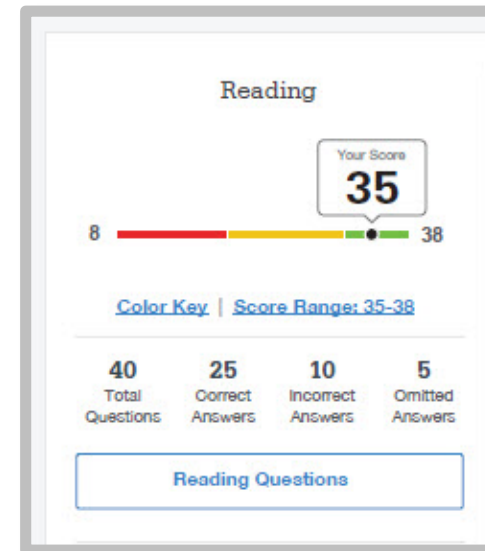 Reading
Your Score
35
8 38
Color Key | Score Range: 35-38
40 25 10 5
Total Correct Incorrect Omitted
Questions Answers Answers Answers
Reading Questions